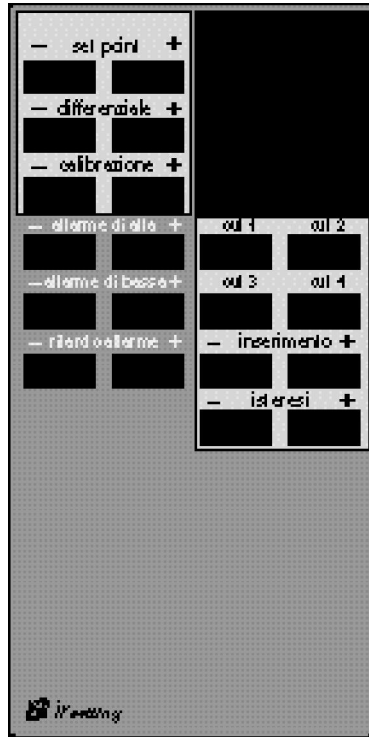 — set point +
— differenziale +
— calibrazione +
— allarme di alta +
— allarme di bassa +
— ritardo allarme +
out 1 out 2
out 3 out 4
— inserimento +
— isteresi +